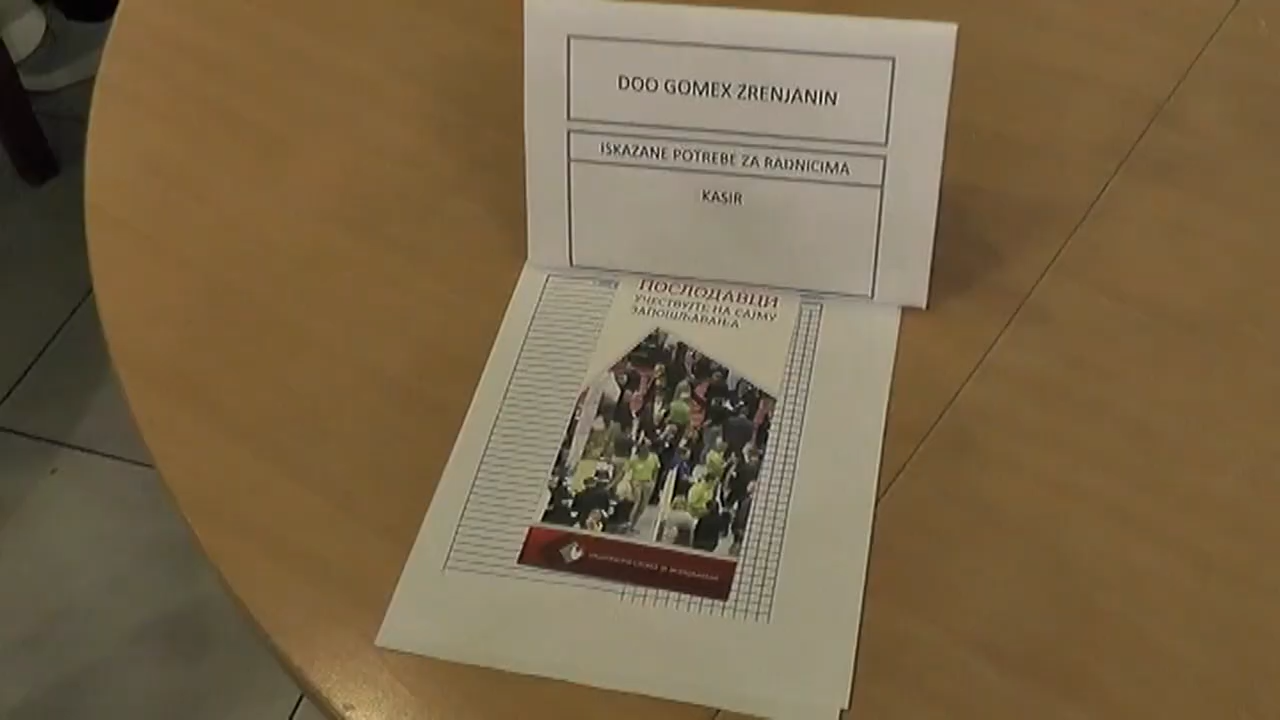 DOO GOMEX ZRENJANIN
ISKAZANE POTREBE ZA RADNICIMA
KASIR
ПОСЛОДАВЦИ
УЧЕСТВУЈТЕ НА САЈМУ
ЗАПОШЉАВАЊА